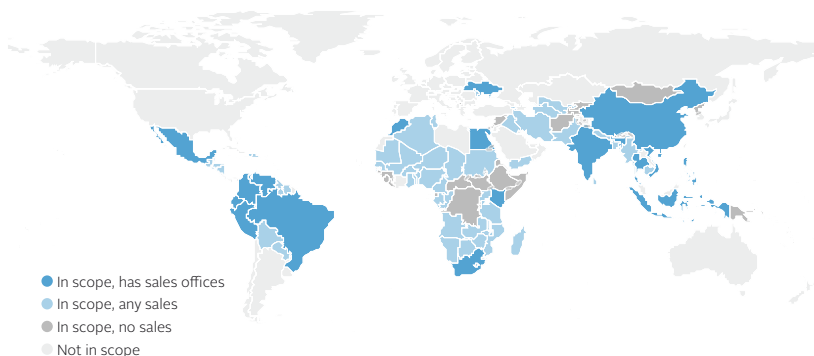 In scope, has sales offices
In scope, any sales
In scope, no sales
Not in scope